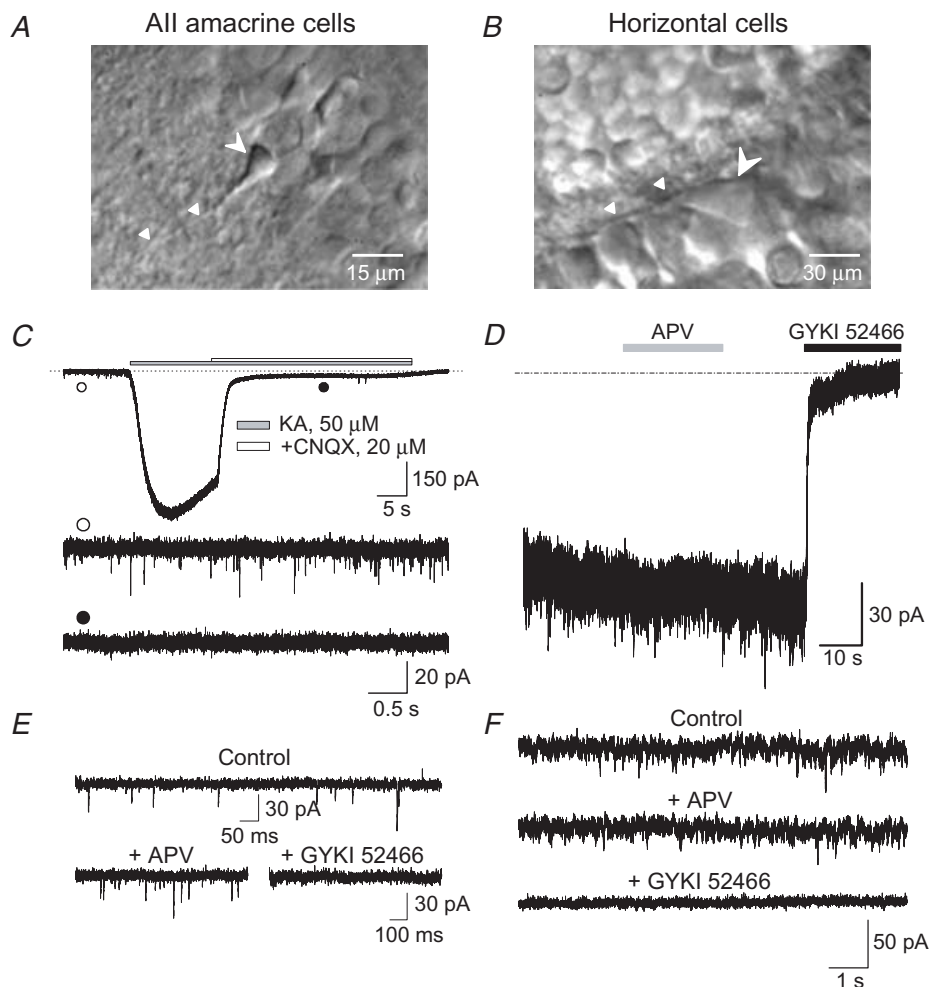 A
AII amacrine cells
15 μm
B
Horizontal cells
30 μm
C
KA, 50 μM
+CNQX, 20 μM
150 pA
5 s
20 pA
0.5 s
D
APV
GYKI 52466
30 pA
10 s
E
Control
30 pA
50 ms
+ APV
+ GYKI 52466
30 pA
100 ms
F
Control
+ APV
+ GYKI 52466
50 pA
1 s